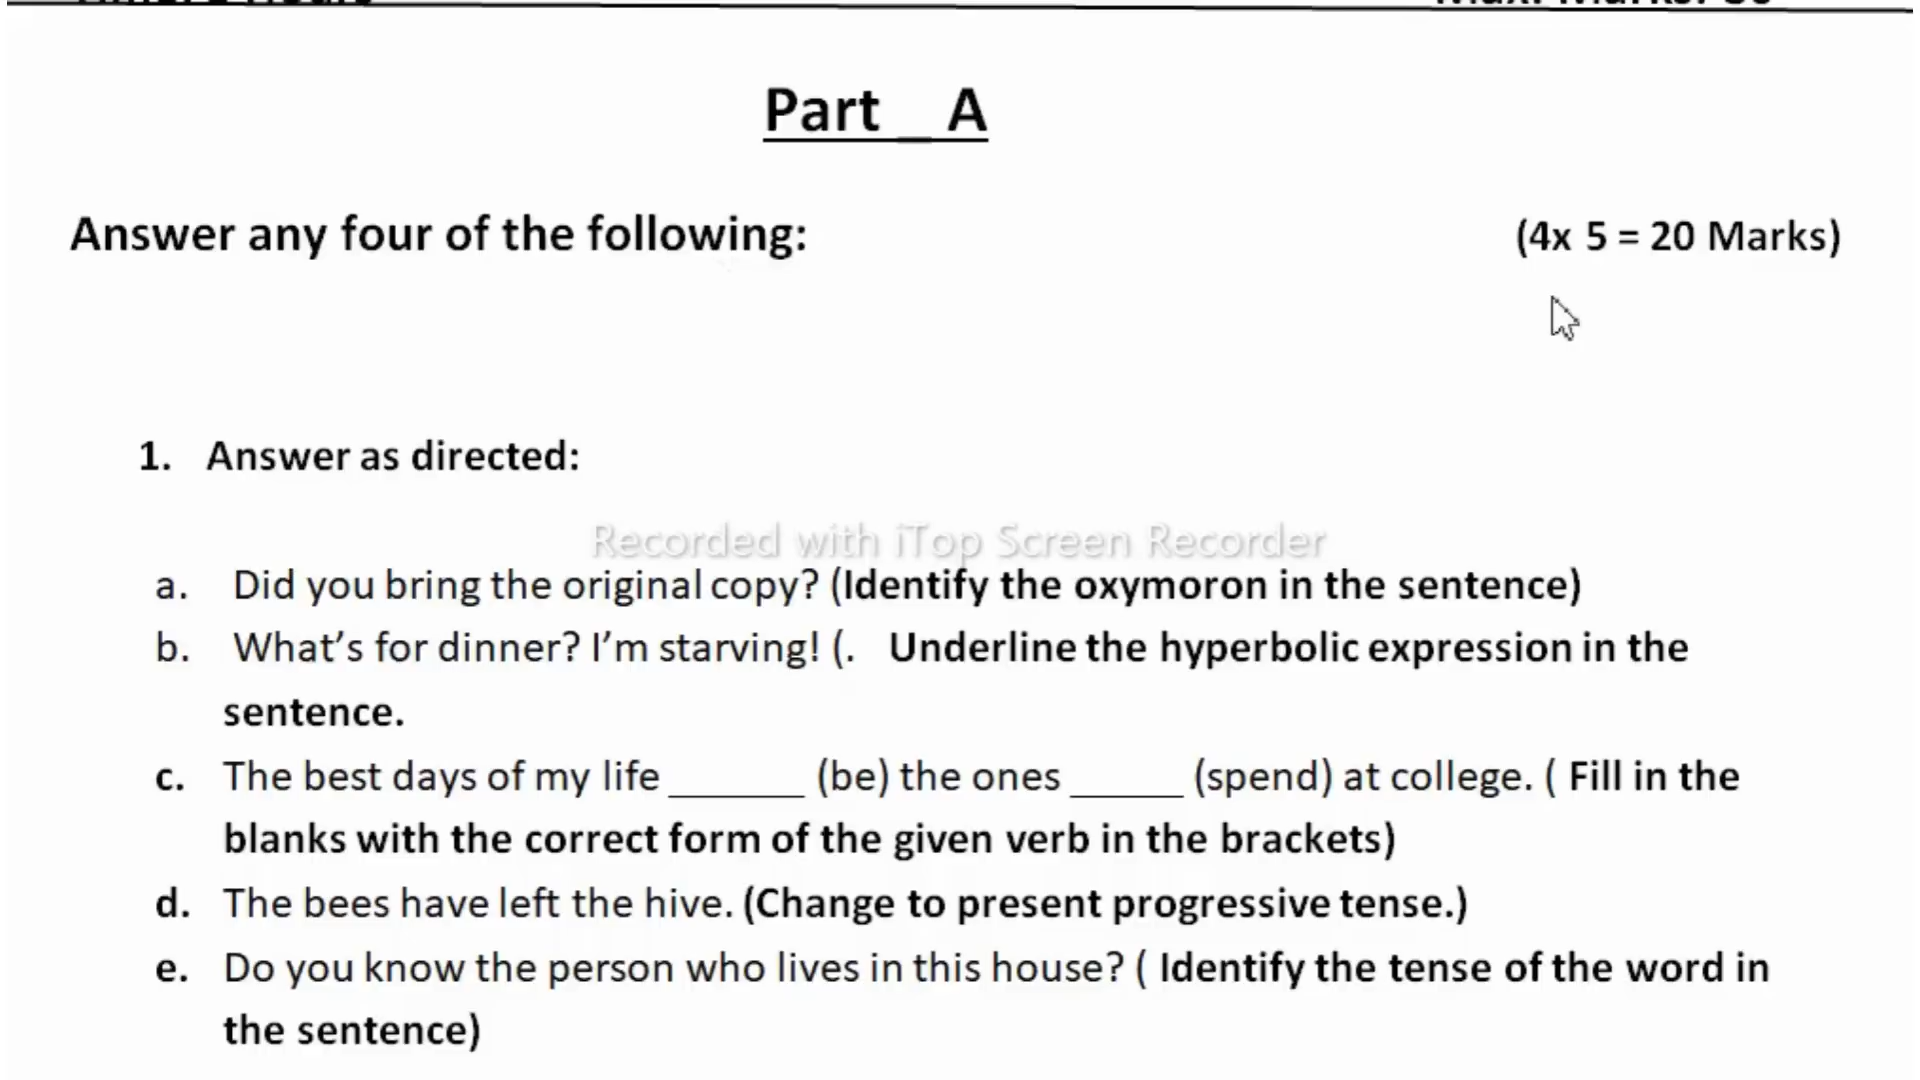 Part _ A
Answer any four of the following: (4x 5 = 20 Marks)
1. Answer as directed:
Recorded with iTop Screen Recorder
a. Did you bring the original copy? (Identify the oxymoron in the sentence)
b. What’s for dinner? I’m starving! (. Underline the hyperbolic expression in the
sentence.
c. The best days of my life ______ (be) the ones _____ (spend) at college. ( Fill in the
blanks with the correct form of the given verb in the brackets)
d. The bees have left the hive. (Change to present progressive tense.)
e. Do you know the person who lives in this house? ( Identify the tense of the word in
the sentence)